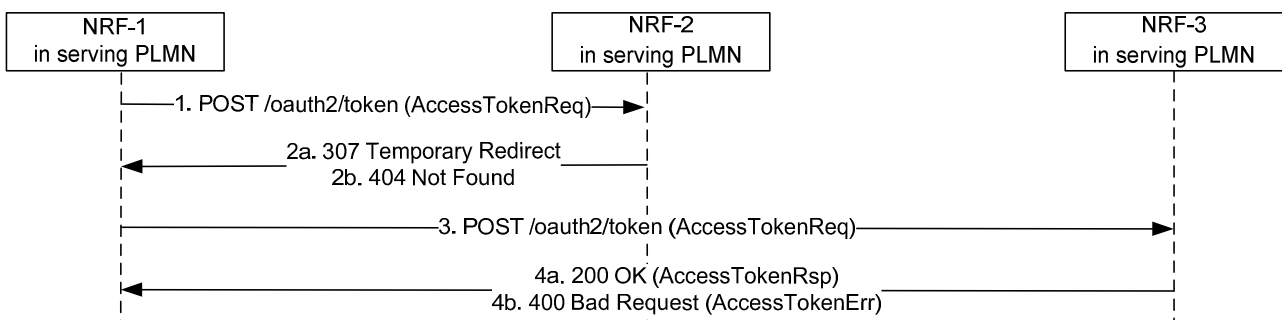 NRF-1
in serving PLMN
NRF-2
in serving PLMN
NRF-3
in serving PLMN
1. POST /oauth2/token (AccessTokenReq)
2a. 307 Temporary Redirect
2b. 404 Not Found
3. POST /oauth2/token (AccessTokenReq)
4a. 200 OK (AccessTokenRsp)
4b. 400 Bad Request (AccessTokenErr)